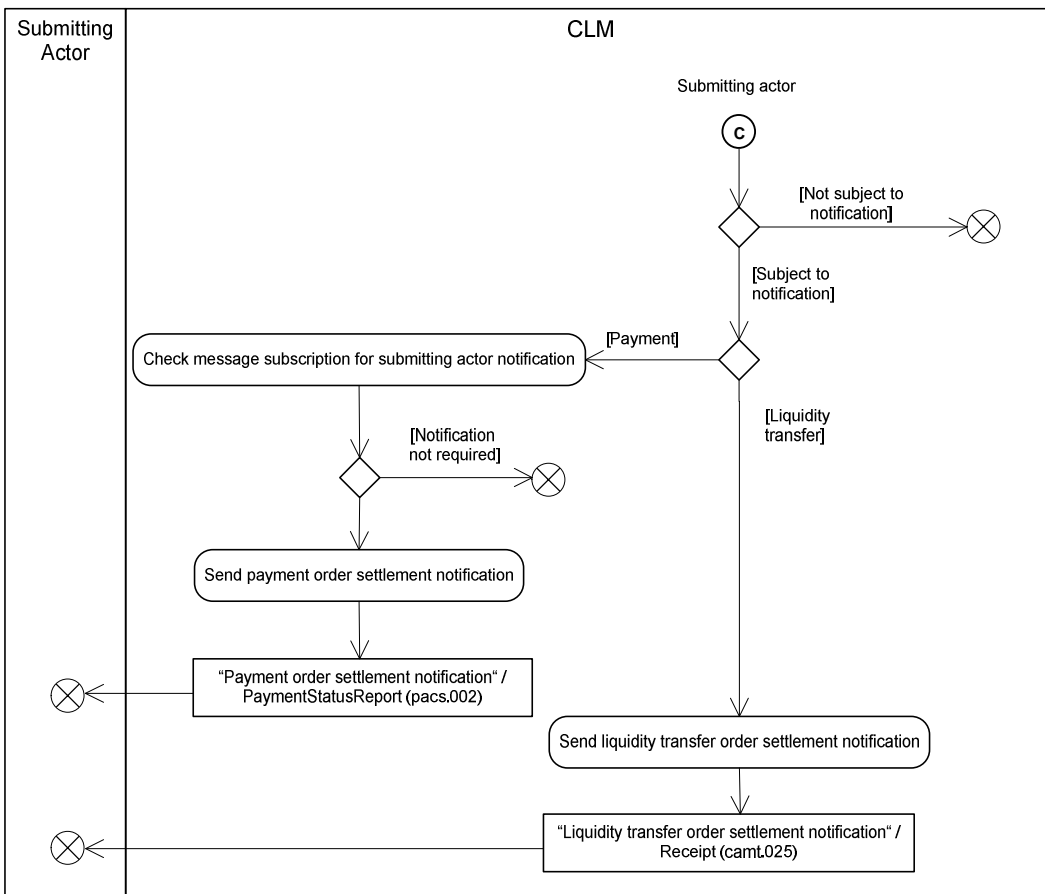 Submitting
Actor
CLM
Submitting actor
C
[Not subject to
notification]
[Subject to
notification]
[Payment]
Check message subscription for submitting actor notification
[Liquidity
transfer]
[Notification
not required]
Send payment order settlement notification
“Payment order settlement notification“ /
PaymentStatusReport (pacs.002)
Send liquidity transfer order settlement notification
“Liquidity transfer order settlement notification“ /
Receipt (camt.025)